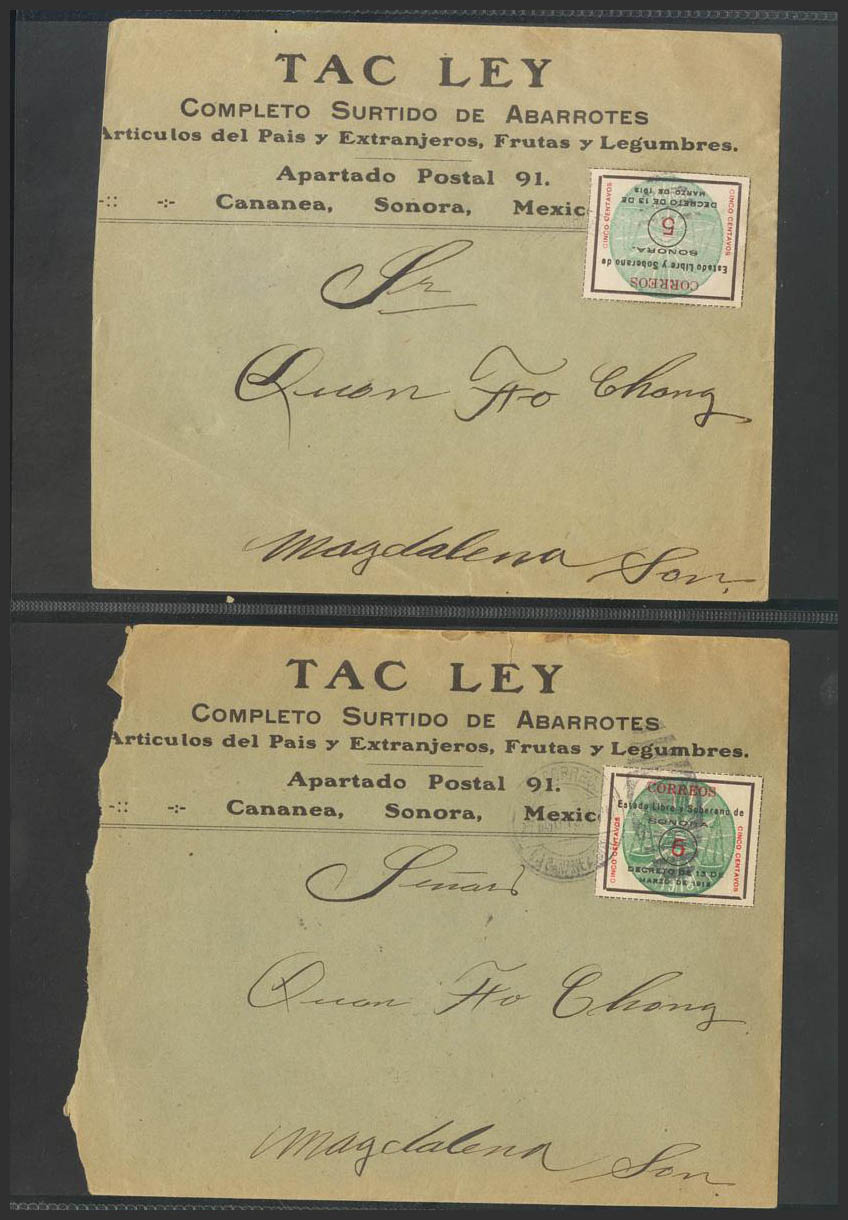 TAC LEY
COMPLETO SURTIDO DE ABARROTES
Articulos del Pais y Extranjeros, Frutas y Legumbres.
Apartado Postal 91.
-:: -:- Cananea, Sonora, Mexic
CORREOS
Estado Libre y Soberano de
SONORA.
5
CINCO CENTAVOS
CINCO CENTAVOS
DECRETO DE 13 DE
MARZO DE 1913
Sr
Quon Fo Chong
Magdalena Son.
TAC LEY
COMPLETO SURTIDO DE ABARROTES
Articulos del Pais y Extranjeros, Frutas y Legumbres.
Apartado Postal 91.
-:: -:- Cananea, Sonora, Mexic
CORREOS
Estado Libre y Soberano de
SONORA.
5
CINCO CENTAVOS
CINCO CENTAVOS
DECRETO DE 13 DE
MARZO DE 1913
Señor
Quon Fo Chong
Magdalena Son.